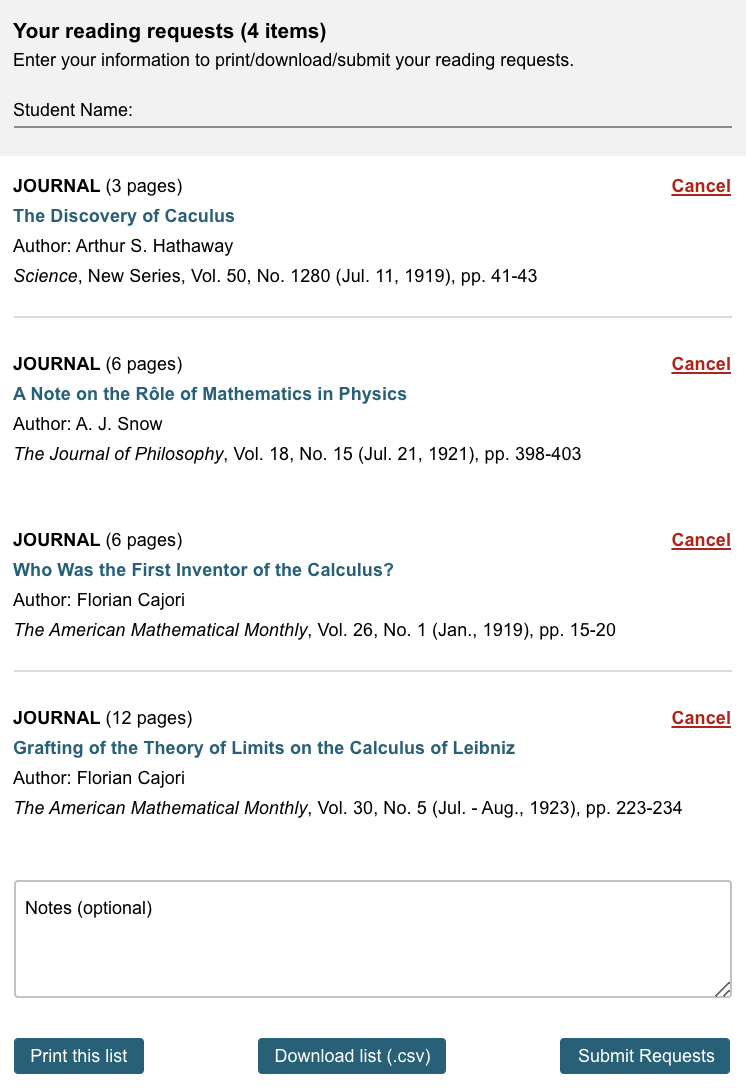 Your reading requests (4 items)
Enter your information to print/download/submit your reading requests.
Student Name:
JOURNAL (3 pages) Cancel
The Discovery of Caculus
Author: Arthur S. Hathaway
Science, New Series, Vol. 50, No. 1280 (Jul. 11, 1919), pp. 41-43
JOURNAL (6 pages) Cancel
A Note on the Rôle of Mathematics in Physics
Author: A. J. Snow
The Journal of Philosophy, Vol. 18, No. 15 (Jul. 21, 1921), pp. 398-403
JOURNAL (6 pages) Cancel
Who Was the First Inventor of the Calculus?
Author: Florian Cajori
The American Mathematical Monthly, Vol. 26, No. 1 (Jan., 1919), pp. 15-20
JOURNAL (12 pages) Cancel
Grafting of the Theory of Limits on the Calculus of Leibniz
Author: Florian Cajori
The American Mathematical Monthly, Vol. 30, No. 5 (Jul. - Aug., 1923), pp. 223-234
Notes (optional)
Print this list Download list (.csv) Submit Requests